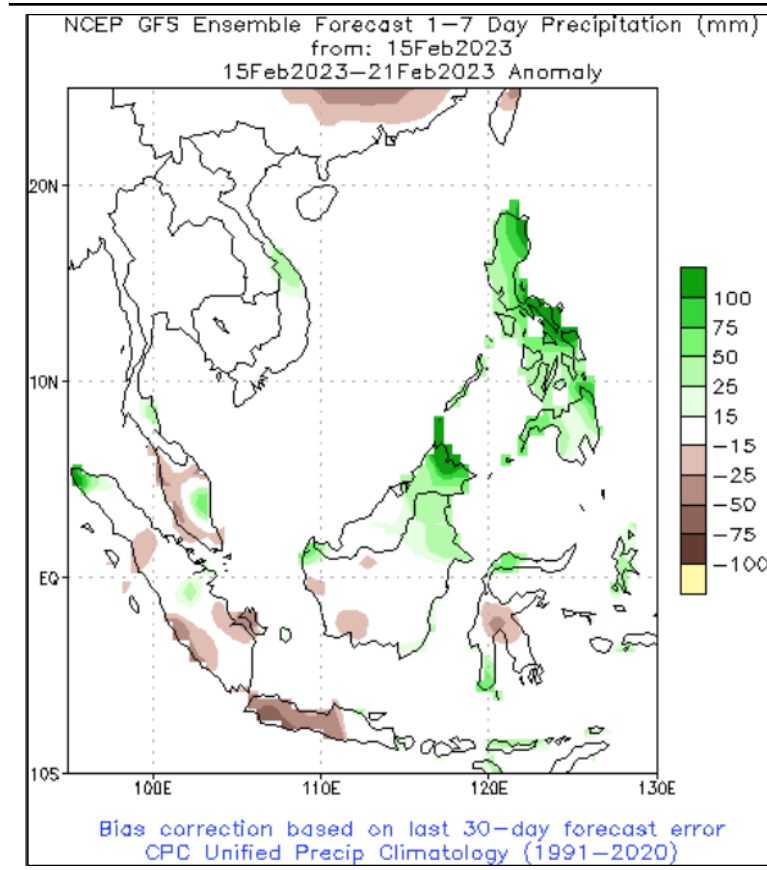 NCEP GFS Ensemble Forecast 1–7 Day Precipitation (mm)
from: 15Feb2023
15Feb2023–21Feb2023 Anomaly
20N
10N
EQ
10S
100E
110E
120E
130E
100
75
50
25
15
−15
−25
−50
−75
−100
Bias correction based on last 30–day forecast error
CPC Unified Precip Climatology (1991–2020)